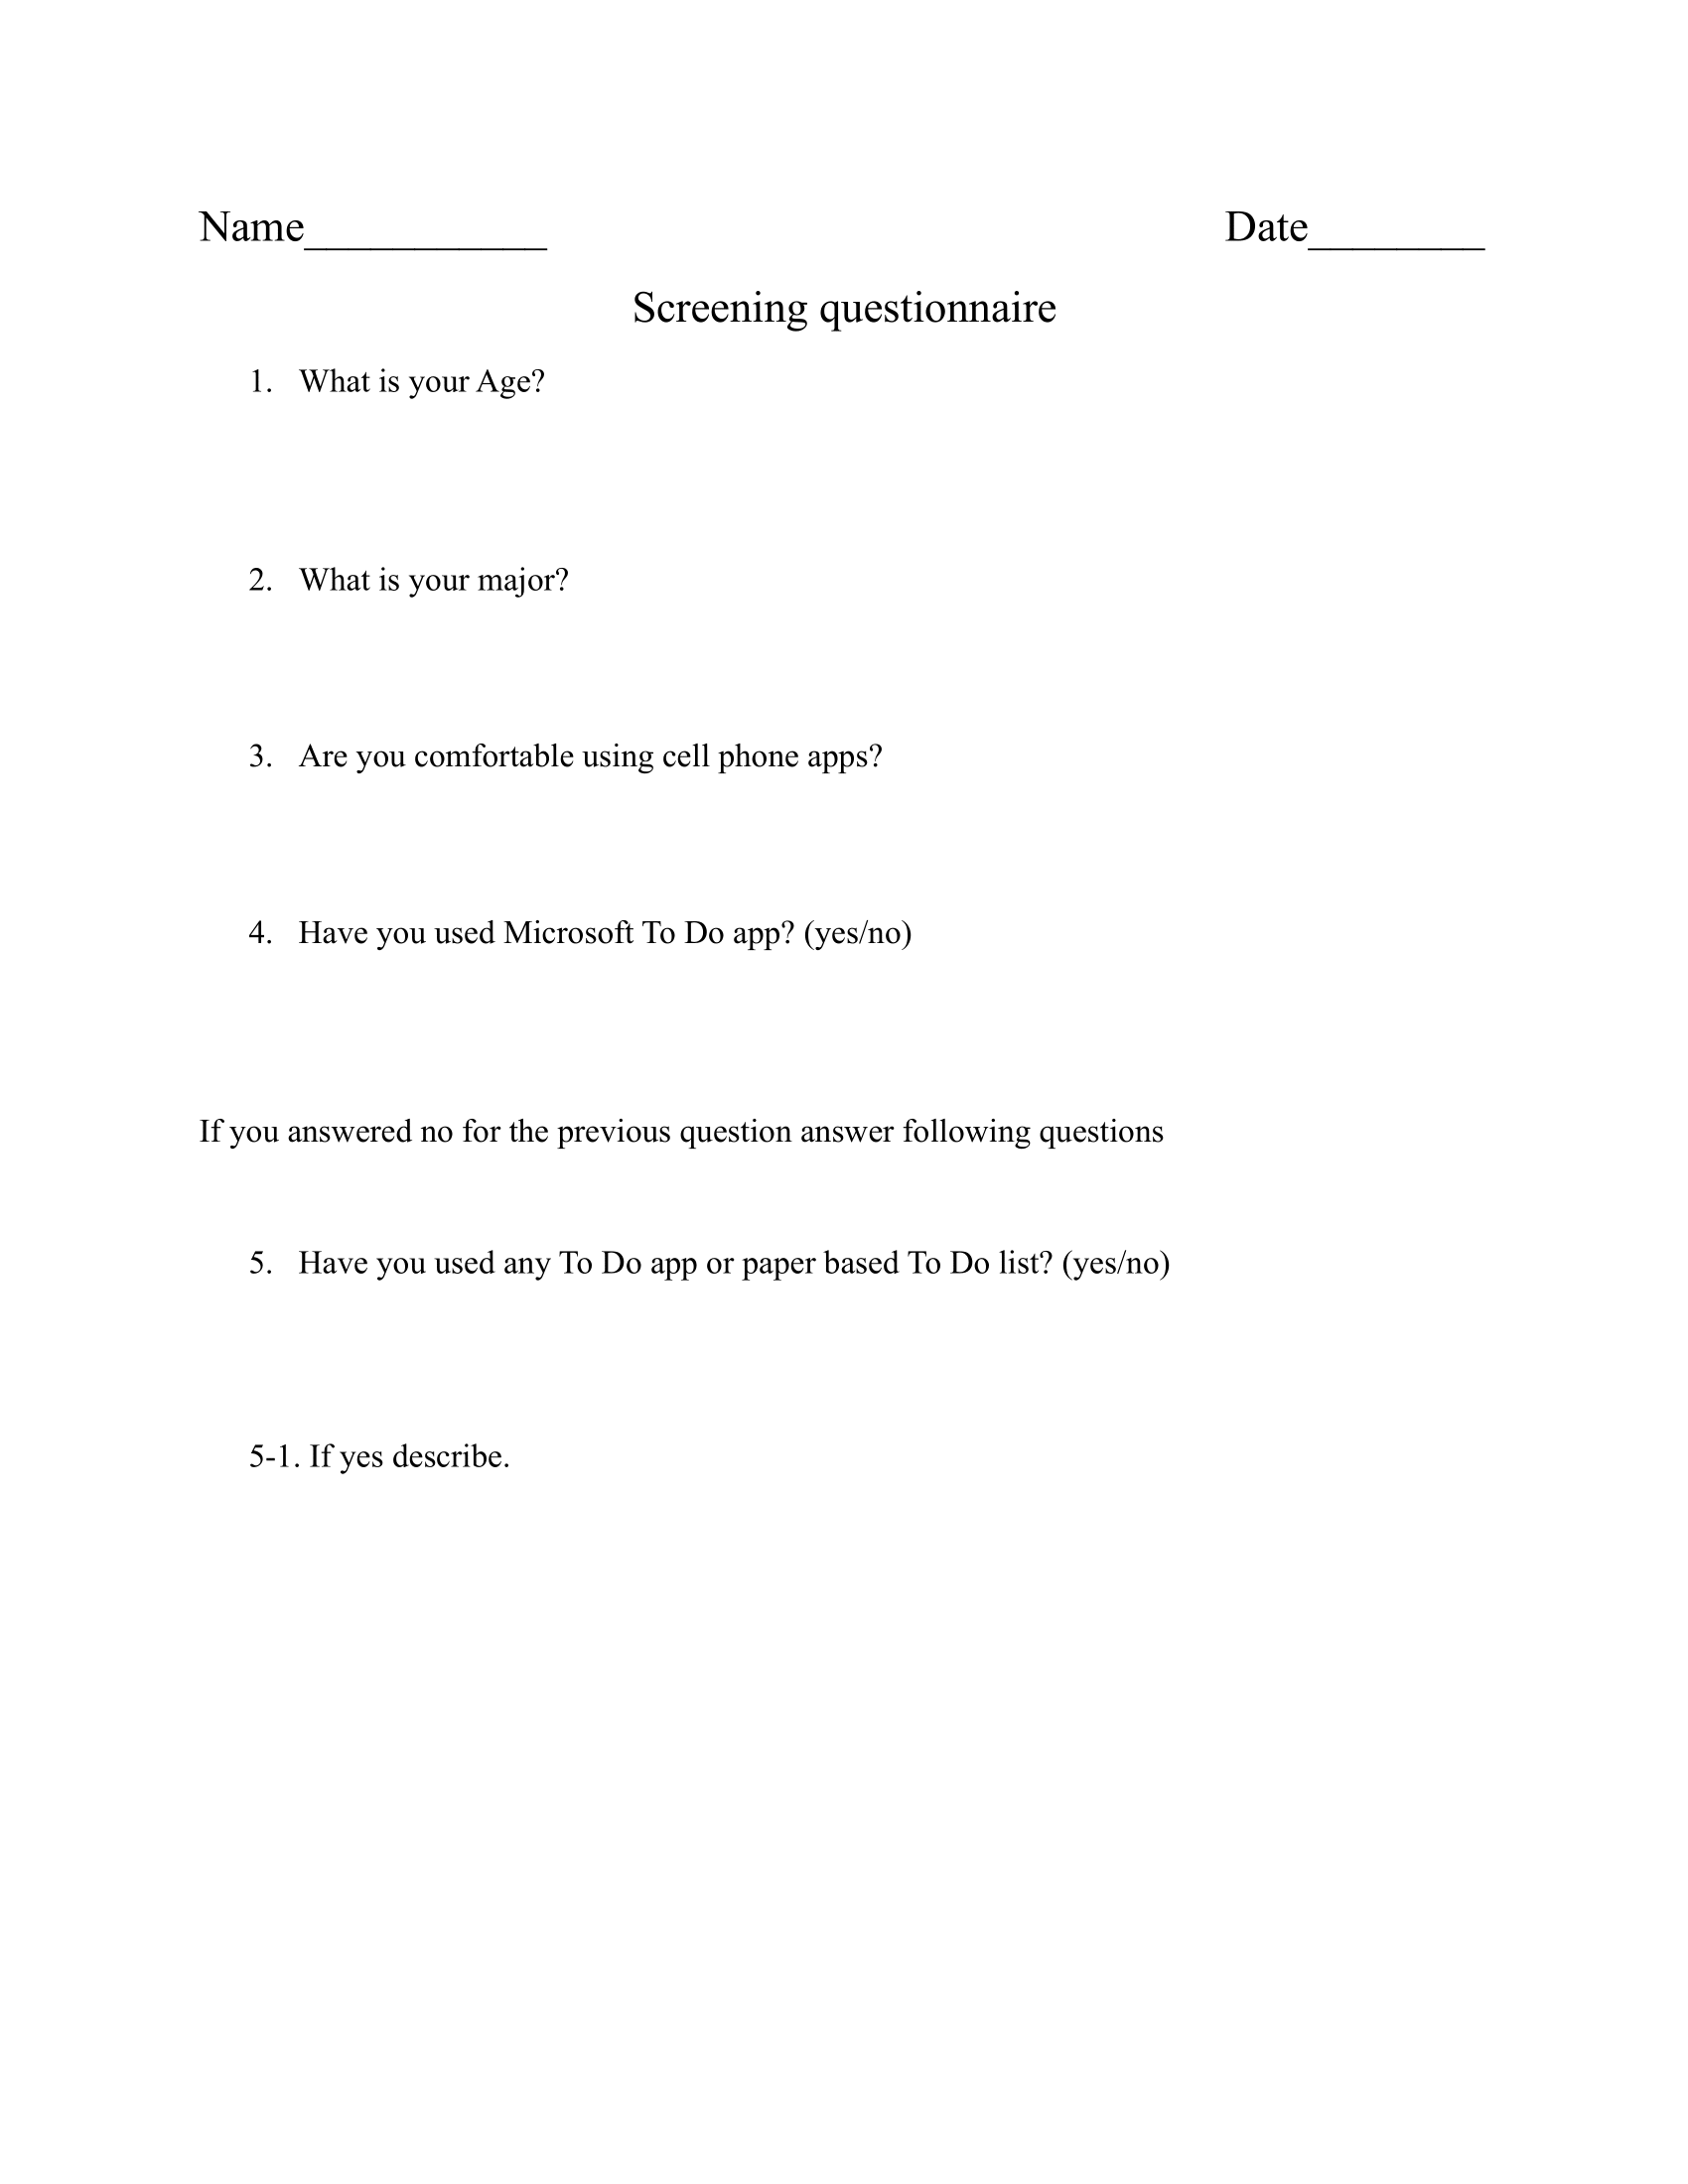 Name___________ Date________
Screening questionnaire
1. What is your Age?
2. What is your major?
3. Are you comfortable using cell phone apps?
4. Have you used Microsoft To Do app? (yes/no)
If you answered no for the previous question answer following questions
5. Have you used any To Do app or paper based To Do list? (yes/no)
5-1. If yes describe.